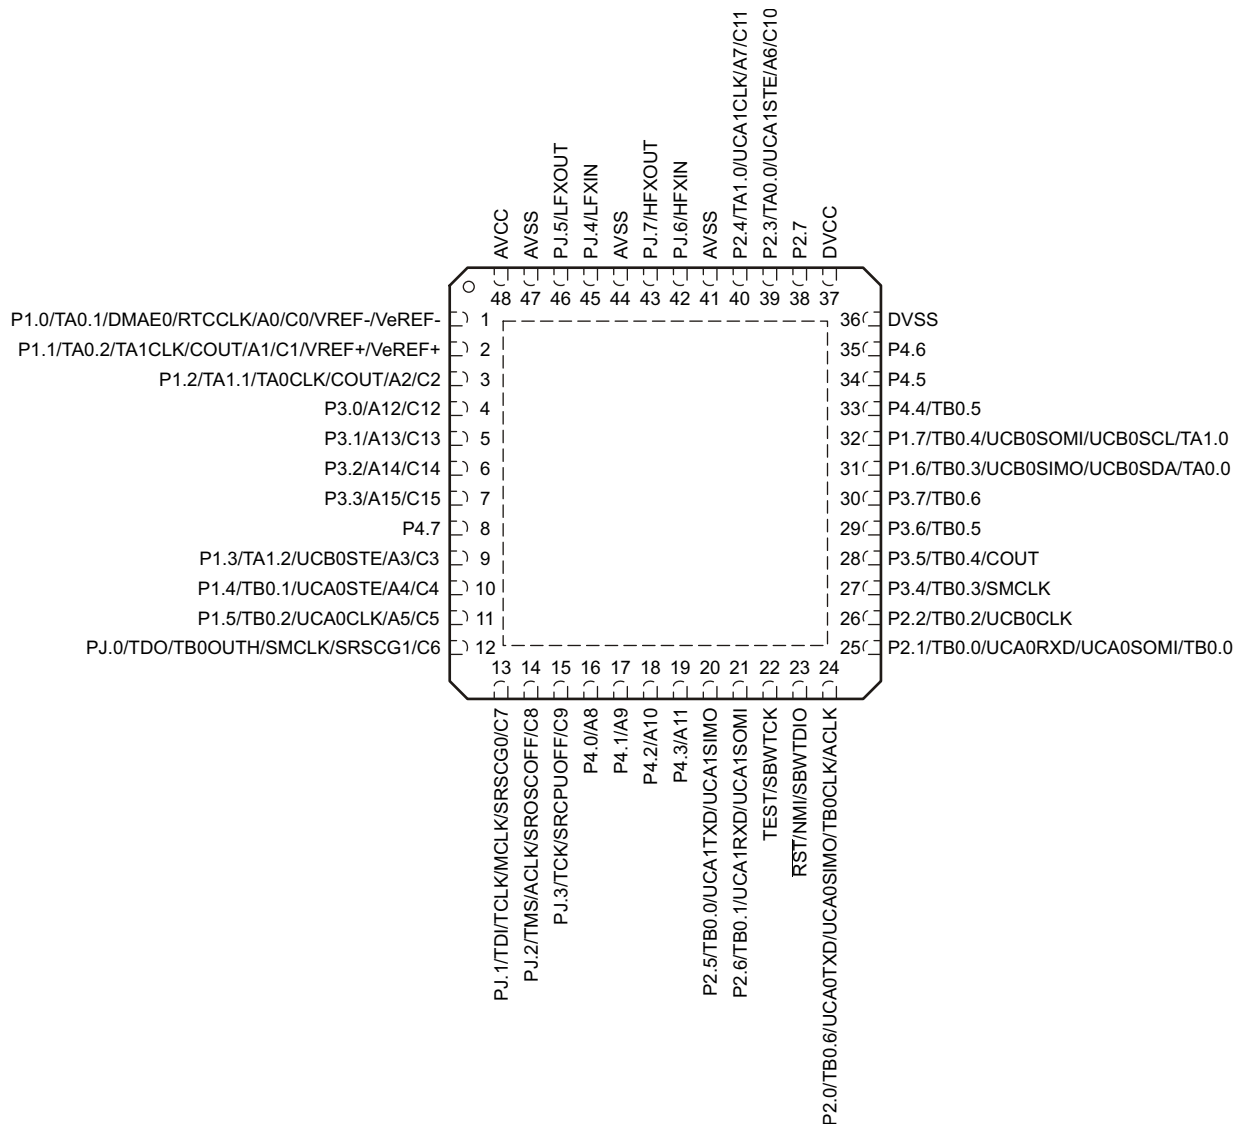 P2.4/TA1.0/UCA1CLK/A7/C11
P2.3/TA0.0/UCA1STE/A6/C10
AVCC
AVSS
PJ.5/LFXOUT
PJ.4/LFXIN
AVSS
PJ.7/HFXOUT
PJ.6/HFXIN
AVSS
P2.7
DVCC
48 47 46 45 44 43 42 41 40 39 38 37
P1.0/TA0.1/DMAE0/RTCCLK/A0/C0/VREF-/VeREF- 1
P1.1/TA0.2/TA1CLK/COUT/A1/C1/VREF+/VeREF+ 2
P1.2/TA1.1/TA0CLK/COUT/A2/C2 3
P3.0/A12/C12 4
P3.1/A13/C13 5
P3.2/A14/C14 6
P3.3/A15/C15 7
P4.7 8
P1.3/TA1.2/UCB0STE/A3/C3 9
P1.4/TB0.1/UCA0STE/A4/C4 10
P1.5/TB0.2/UCA0CLK/A5/C5 11
PJ.0/TDO/TB0OUTH/SMCLK/SRSCG1/C6 12
36 DVSS
35 P4.6
34 P4.5
33 P4.4/TB0.5
32 P1.7/TB0.4/UCB0SOMI/UCB0SCL/TA1.0
31 P1.6/TB0.3/UCB0SIMO/UCB0SDA/TA0.0
30 P3.7/TB0.6
29 P3.6/TB0.5
28 P3.5/TB0.4/COUT
27 P3.4/TB0.3/SMCLK
26 P2.2/TB0.2/UCB0CLK
25 P2.1/TB0.0/UCA0RXD/UCA0SOMI/TB0.0
13 14 15 16 17 18 19 20 21 22 23 24
PJ.1/TDI/TCLK/MCLK/SRSCG0/C7
PJ.2/TMS/ACLK/SROSCOFF/C8
PJ.3/TCK/SRCPUOFF/C9
P4.0/A8
P4.1/A9
P4.2/A10
P4.3/A11
P2.5/TB0.0/UCA1TXD/UCA1SIMO
P2.6/TB0.1/UCA1RXD/UCA1SOMI
TEST/SBWTCK
RST/NMI/SBWTDIO
P2.0/TB0.6/UCA0TXD/UCA0SIMO/TB0CLK/ACLK